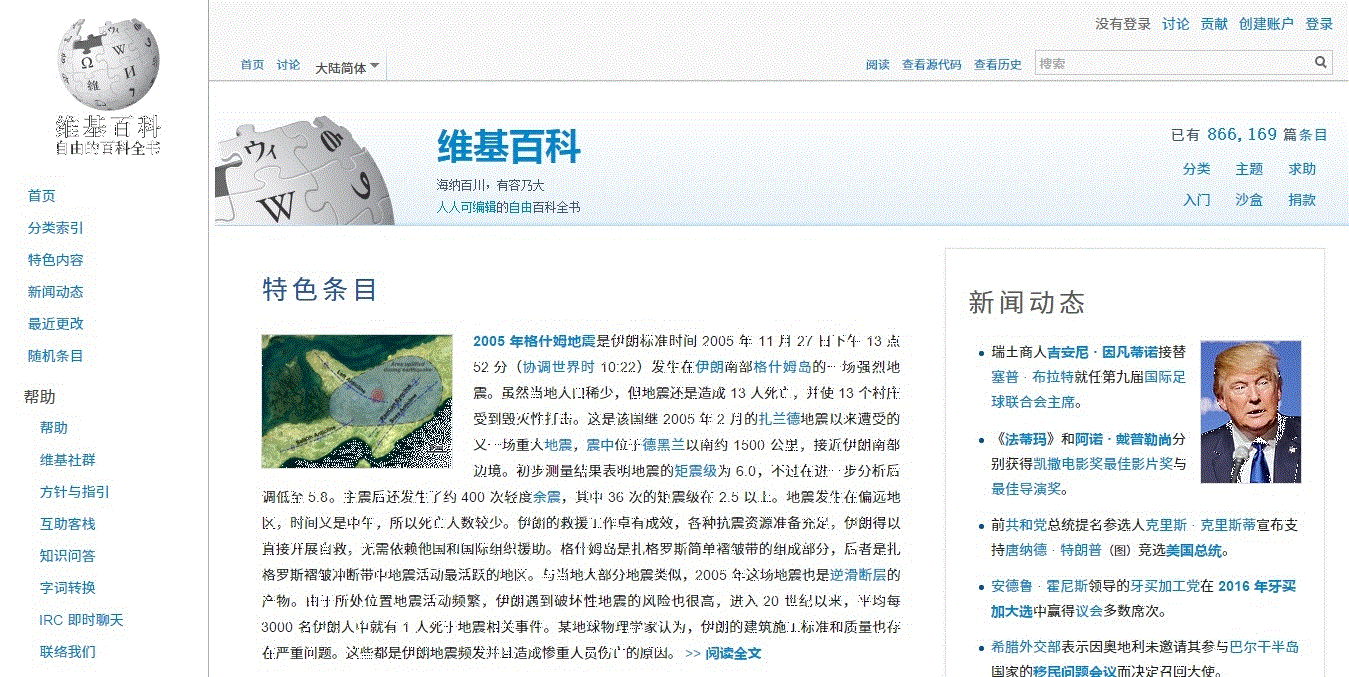 没有登录 讨论 贡献 创建账户 登录
首页 讨论 大陆简体
阅读 查看源代码 查看历史 搜索
维基百科
自由的百科全书
首页
分类索引
特色内容
新闻动态
最近更改
随机条目
帮助
帮助
维基社群
方针与指引
互助客栈
知识问答
字词转换
IRC 即时聊天
联络我们
维基百科
海纳百川，有容乃大
人人可编辑的自由百科全书
已有 866,169 篇条目
分类 主题 求助
入门 沙盒 捐款
特色条目
2005 年格什姆地震是伊朗标准时间 2005 年 11 月 27 日下午 13 点
52 分（协调世界时 10:22）发生在伊朗南部格什姆岛的一场强烈地
震。虽然当地人口稀少，但地震还是造成 13 人死亡，并使 13 个村庄
受到毁灭性打击。这是该国继 2005 年 2 月的扎兰德地震以来遭受的
又一场重大地震，震中位于德黑兰以南约 1500 公里，接近伊朗南部
边境。初步测量结果表明地震的矩震级为 6.0，不过在进一步分析后
调低至 5.8。主震后还发生了约 400 次轻度余震，其中 36 次的矩震级在 2.5 以上。地震发生在偏远地
区，时间又是中午，所以死亡人数较少。伊朗的救援工作卓有成效，各种抗震资源准备充足，伊朗得以
直接开展自救，无需依赖他国和国际组织援助。格什姆岛是扎格罗斯简单褶皱带的组成部分，后者是扎
格罗斯褶皱冲断带中地震活动最活跃的地区。与当地大部分地震类似，2005 年这场地震也是逆滑断层的
产物。由于所处位置地震活动频繁，伊朗遇到破坏性地震的风险也很高，进入 20 世纪以来，平均每
3000 名伊朗人中就有 1 人死于地震相关事件。某地球物理学家认为，伊朗的建筑施工标准和质量也存
在严重问题。这些都是伊朗地震频发并且造成惨重人员伤亡的原因。 >> 阅读全文
新闻动态
瑞士商人吉安尼·因凡蒂诺接替
塞普·布拉特就任第九届国际足
球联合会主席。
《法蒂玛》和阿诺·戴普勒尚分
别获得凯撒电影奖最佳影片奖与
最佳导演奖。
前共和党总统提名参选人克里斯·克里斯蒂宣布支
持唐纳德·特朗普（图）竞选美国总统。
安德鲁·霍尼斯领导的牙买加工党在 2016 年牙买
加大选中赢得议会多数席次。
希腊外交部表示因奥地利未邀请其参与巴尔干半岛
国家的移民问题会议而决定召回大使。